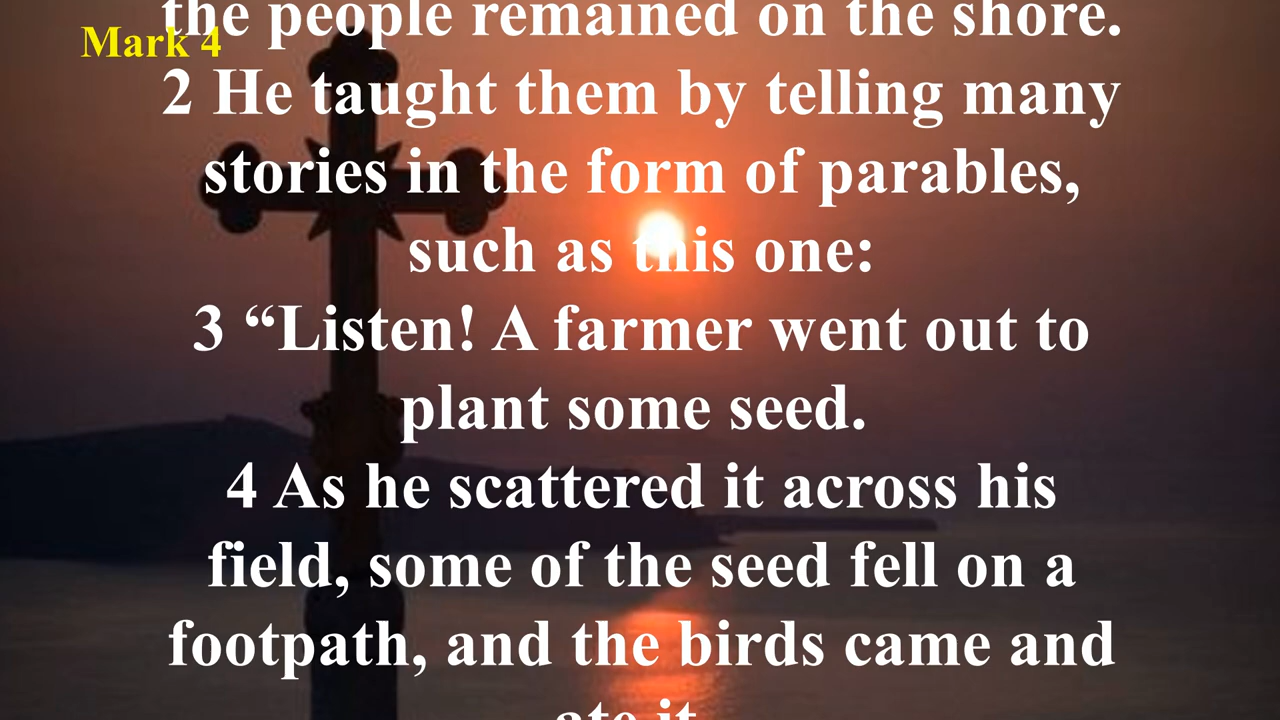 the people remained on the shore.
Mark 4
2 He taught them by telling many
stories in the form of parables,
such as this one:
3 “Listen! A farmer went out to
plant some seed.
4 As he scattered it across his
field, some of the seed fell on a
footpath, and the birds came and
ate it